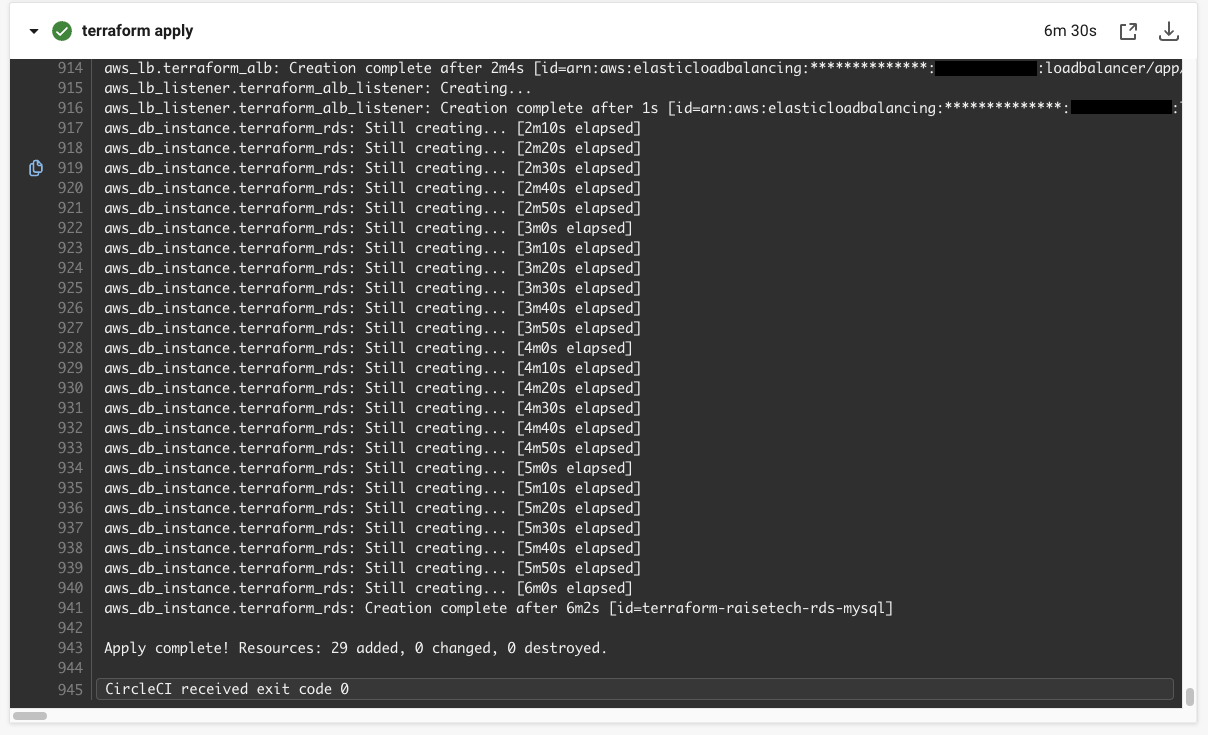 terraform apply 6m 30s
914 aws_lb.terraform_alb: Creation complete after 2m4s [id=arn:aws:elasticloadbalancing:**************: :loadbalancer/app/
915 aws_lb_listener.terraform_alb_listener: Creating...
916 aws_lb_listener.terraform_alb_listener: Creation complete after 1s [id=arn:aws:elasticloadbalancing:**************: :
917 aws_db_instance.terraform_rds: Still creating... [2m10s elapsed]
918 aws_db_instance.terraform_rds: Still creating... [2m20s elapsed]
919 aws_db_instance.terraform_rds: Still creating... [2m30s elapsed]
920 aws_db_instance.terraform_rds: Still creating... [2m40s elapsed]
921 aws_db_instance.terraform_rds: Still creating... [2m50s elapsed]
922 aws_db_instance.terraform_rds: Still creating... [3m0s elapsed]
923 aws_db_instance.terraform_rds: Still creating... [3m10s elapsed]
924 aws_db_instance.terraform_rds: Still creating... [3m20s elapsed]
925 aws_db_instance.terraform_rds: Still creating... [3m30s elapsed]
926 aws_db_instance.terraform_rds: Still creating... [3m40s elapsed]
927 aws_db_instance.terraform_rds: Still creating... [3m50s elapsed]
928 aws_db_instance.terraform_rds: Still creating... [4m0s elapsed]
929 aws_db_instance.terraform_rds: Still creating... [4m10s elapsed]
930 aws_db_instance.terraform_rds: Still creating... [4m20s elapsed]
931 aws_db_instance.terraform_rds: Still creating... [4m30s elapsed]
932 aws_db_instance.terraform_rds: Still creating... [4m40s elapsed]
933 aws_db_instance.terraform_rds: Still creating... [4m50s elapsed]
934 aws_db_instance.terraform_rds: Still creating... [5m0s elapsed]
935 aws_db_instance.terraform_rds: Still creating... [5m10s elapsed]
936 aws_db_instance.terraform_rds: Still creating... [5m20s elapsed]
937 aws_db_instance.terraform_rds: Still creating... [5m30s elapsed]
938 aws_db_instance.terraform_rds: Still creating... [5m40s elapsed]
939 aws_db_instance.terraform_rds: Still creating... [5m50s elapsed]
940 aws_db_instance.terraform_rds: Still creating... [6m0s elapsed]
941 aws_db_instance.terraform_rds: Creation complete after 6m2s [id=terraform-raisetech-rds-mysql]
942
943 Apply complete! Resources: 29 added, 0 changed, 0 destroyed.
944
945 CircleCI received exit code 0